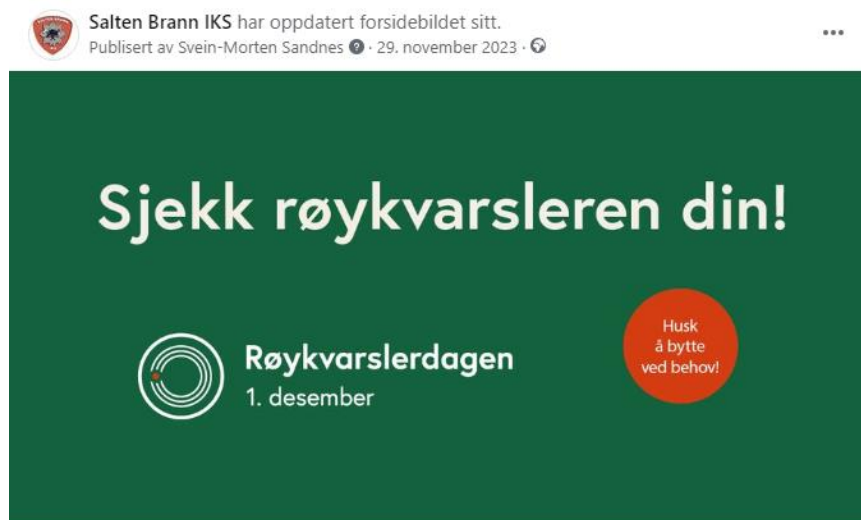 Salten Brann IKS har oppdatert forsidebildet sitt.
Publisert av Svein-Morten Sandnes · 29. november 2023 ·
Sjekk røykvarsleren din!
Røykvarslerdagen
1. desember
Husk
å bytte
ved behov!